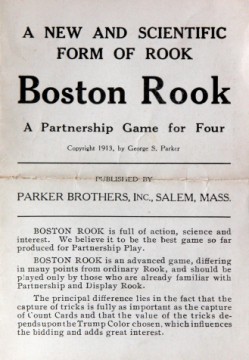 A NEW AND SCIENTIFIC
FORM OF ROOK
Boston Rook
A Partnership Game for Four
Copyright 1913, by George S. Parker
PUBLISHED BY
PARKER BROTHERS, INC., SALEM, MASS.
BOSTON ROOK is full of action, science and
interest. We believe it to be the best game so far
produced for Partnership Play.
BOSTON ROOK is an advanced game, differing
in many points from ordinary Rook, and should be
played only by those who are already familiar with
Partnership and Display Rook.
The principal difference lies in the fact that the
capture of tricks is fully as important as the capture
of Count Cards and that the value of the tricks de-
pends upon the Trump Color chosen, which influences
the bidding and adds great interest.